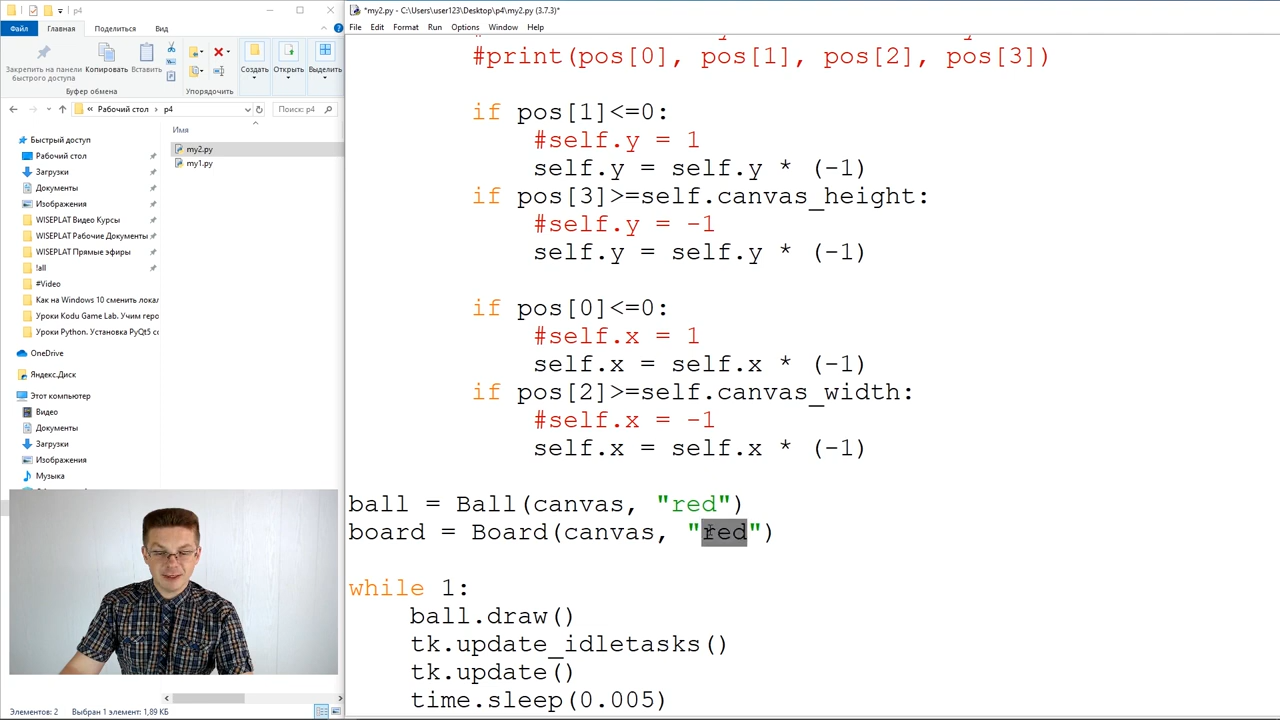 p4
*my2.py - C:\Users\user123\Desktop\p4\my2.py (3.7.3)*
Файл
Главная
Поделиться
Вид
File Edit Format Run Options Window Help
Закрепить на панели быстрого доступа
Копировать
Вставить
Создать
Открыть
Выделить
Буфер обмена
Упорядочить
« Рабочий стол › p4
Поиск: p4
Имя
my2.py
my1.py
Быстрый доступ
Рабочий стол
Загрузки
Документы
Изображения
WISEPLAT Видео Курсы
WISEPLAT Рабочие Документы
WISEPLAT Прямые эфиры
!all
#Video
Как на Windows 10 сменить локал
Уроки Kodu Game Lab. Учим геро
Уроки Python. Установка PyQt5 со
OneDrive
Яндекс.Диск
Этот компьютер
Видео
Документы
Загрузки
Изображения
Музыка
Элементов: 2
Выбран 1 элемент: 1,89 КБ
#print(pos[0], pos[1], pos[2], pos[3])
if pos[1]<=0:
#self.y = 1
self.y = self.y * (-1)
if pos[3]>=self.canvas_height:
#self.y = -1
self.y = self.y * (-1)
if pos[0]<=0:
#self.x = 1
self.x = self.x * (-1)
if pos[2]>=self.canvas_width:
#self.x = -1
self.x = self.x * (-1)
ball = Ball(canvas, "red")
board = Board(canvas, "red")
while 1:
ball.draw()
tk.update_idletasks()
tk.update()
time.sleep(0.005)